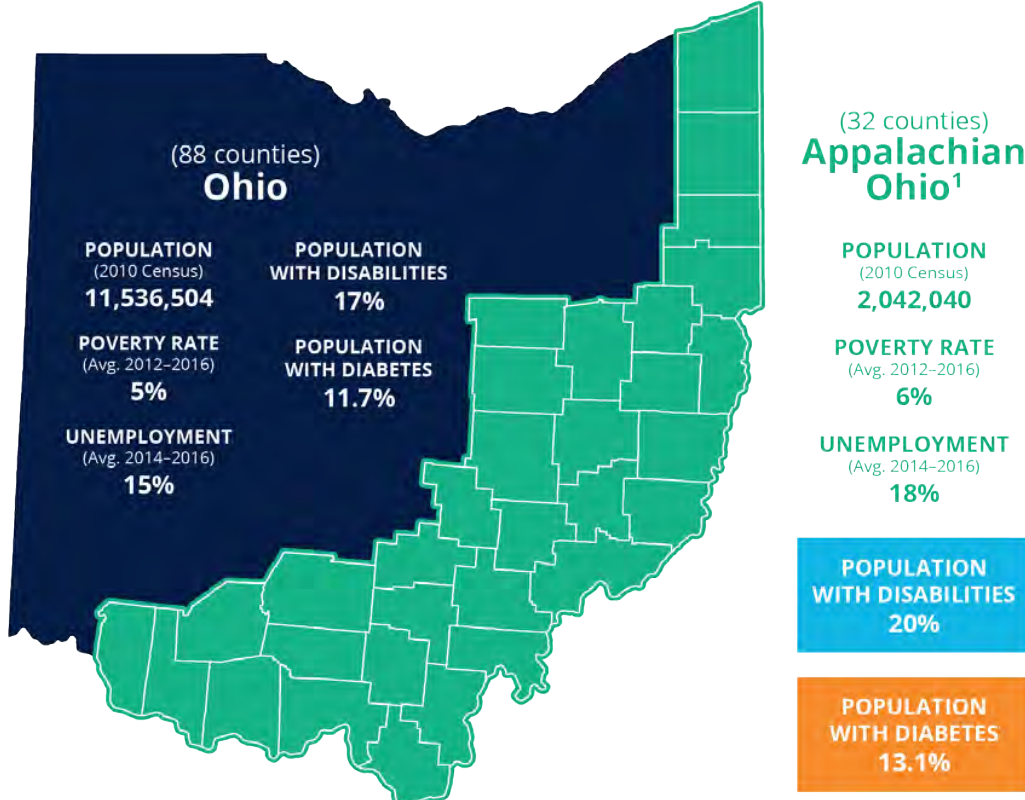 (88 counties)
Ohio
POPULATION
(2010 Census)
11,536,504
POVERTY RATE
(Avg. 2012–2016)
5%
UNEMPLOYMENT
(Avg. 2014–2016)
15%
POPULATION
WITH DISABILITIES
17%
POPULATION
WITH DIABETES
11.7%
(32 counties)
Appalachian
Ohio¹
POPULATION
(2010 Census)
2,042,040
POVERTY RATE
(Avg. 2012–2016)
6%
UNEMPLOYMENT
(Avg. 2014–2016)
18%
POPULATION
WITH DISABILITIES
20%
POPULATION
WITH DIABETES
13.1%